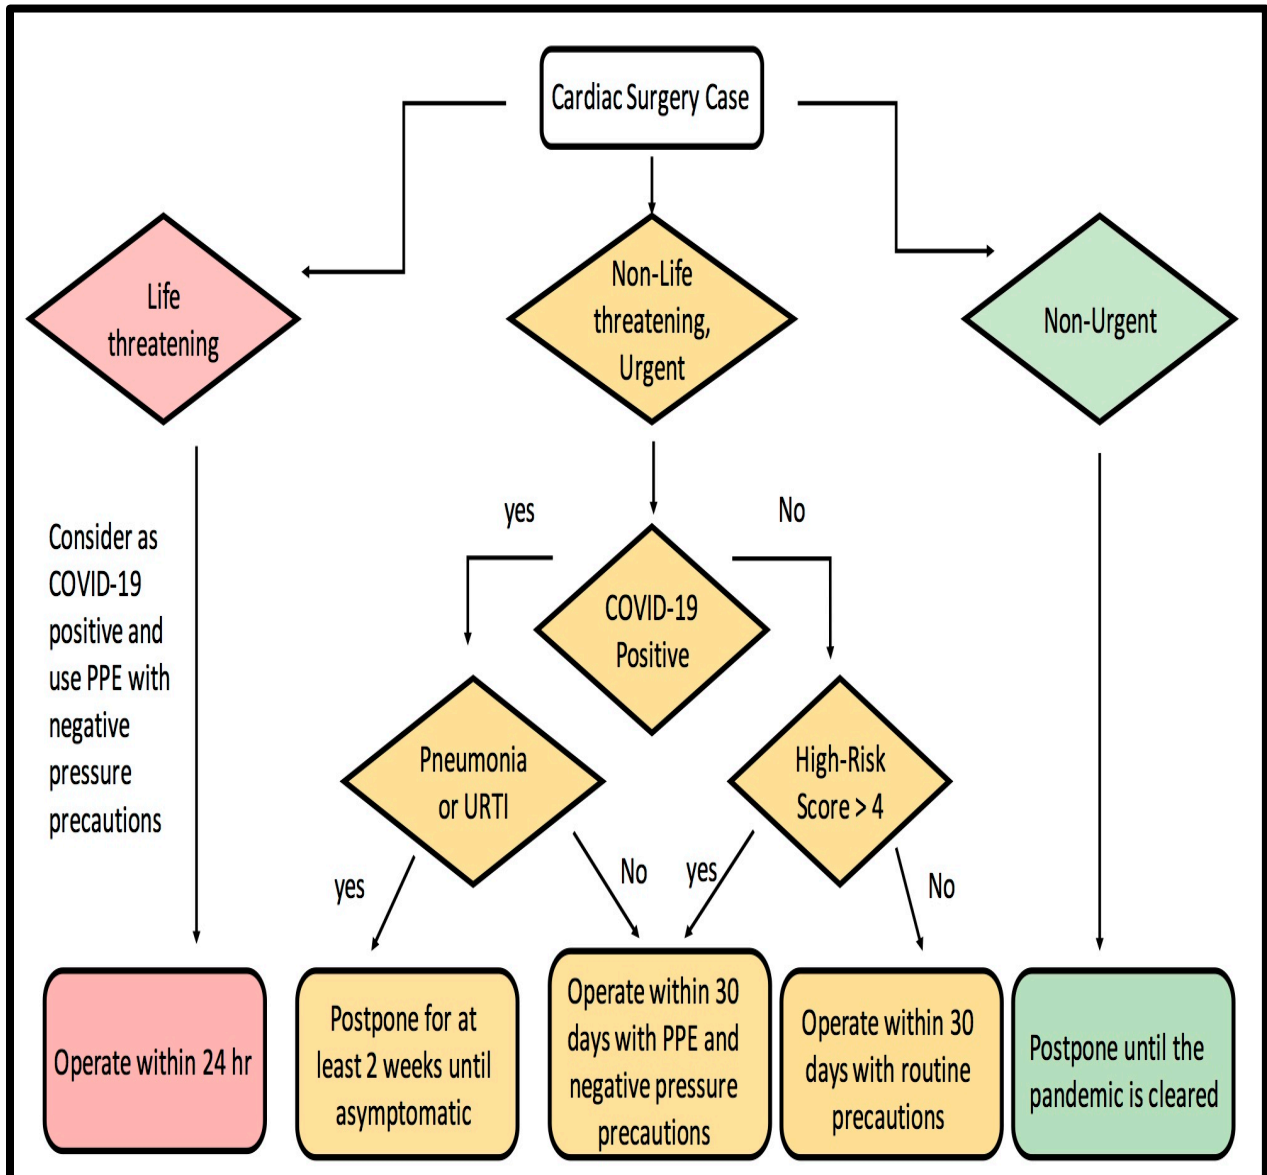 Cardiac Surgery Case
Life
threatening
Non-Life
threatening,
Urgent
Non-Urgent
yes
No
Consider as
COVID-19
positive and
use PPE with
negative
pressure
precautions
COVID-19
Positive
Pneumonia
or URTI
High-Risk
Score > 4
yes
No
yes
No
Operate within 24 hr
Postpone for at
least 2 weeks until
asymptomatic
Operate within 30
days with PPE and
negative pressure
precautions
Operate within 30
days with routine
precautions
Postpone until the
pandemic is cleared